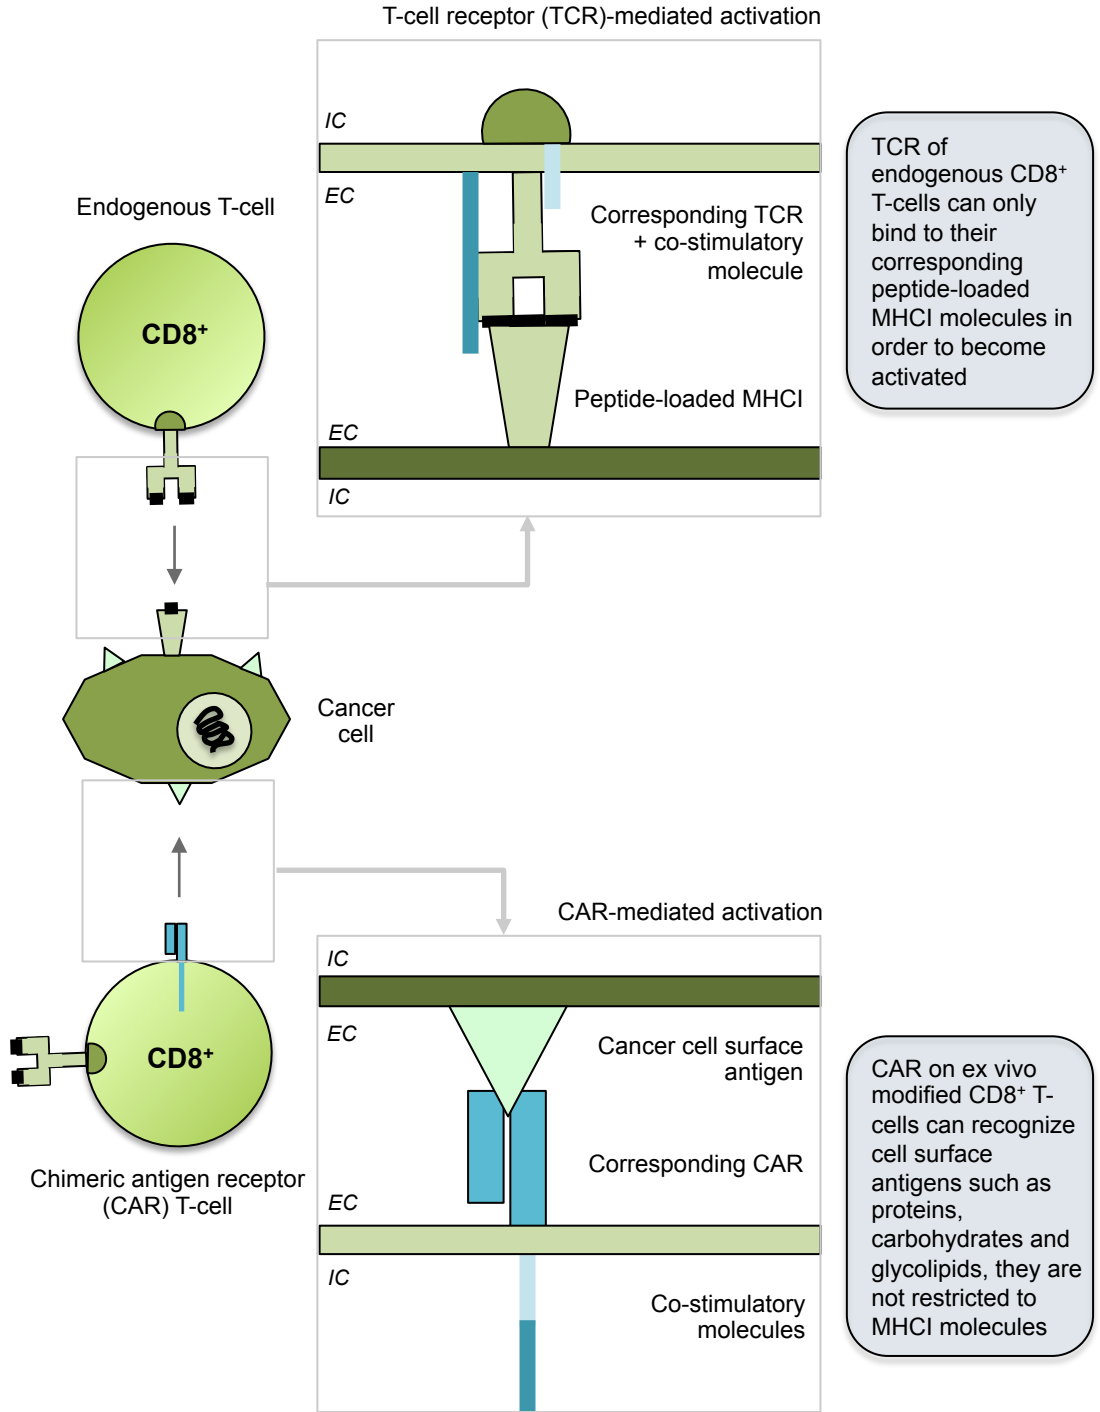 T-cell receptor (TCR)-mediated activation
IC
EC
Corresponding TCR
+ co-stimulatory
molecule
Peptide-loaded MHCI
EC
IC
TCR of
endogenous CD8⁺
T-cells can only
bind to their
corresponding
peptide-loaded
MHCI molecules in
order to become
activated
Endogenous T-cell
CD8⁺
Cancer
cell
CD8⁺
Chimeric antigen receptor
(CAR) T-cell
CAR-mediated activation
IC
EC
Cancer cell surface
antigen
Corresponding CAR
EC
IC
Co-stimulatory
molecules
CAR on ex vivo
modified CD8⁺ T-
cells can recognize
cell surface
antigens such as
proteins,
carbohydrates and
glycolipids, they are
not restricted to
MHCI molecules